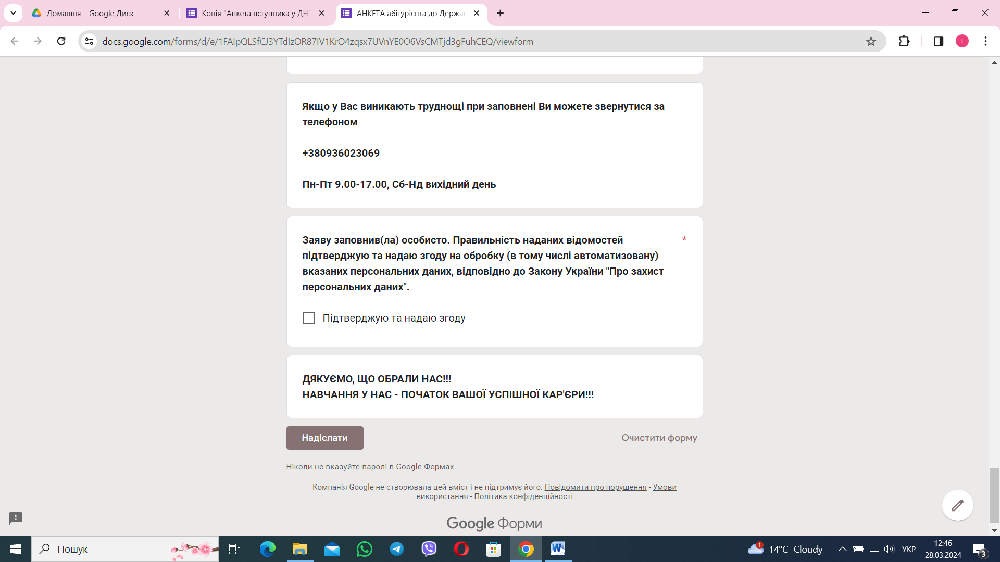 Домашня – Google Диск
Копія "Анкета вступника у ДНЗ
АНКЕТА абітурієнта до Держав
docs.google.com/forms/d/e/1FAIpQLSfCJ3YTdIzOR87IV1KrO4zqsx7UVnYE0O6VsCMTjd3gFuhCEQ/viewform
I
Якщо у Вас виникають труднощі при заповнені Ви можете звернутися за
телефоном
+380936023069
Пн-Пт 9.00-17.00, Сб-Нд вихідний день
Заяву заповнив(ла) особисто. Правильність наданих відомостей *
підтверджую та надаю згоду на обробку (в тому числі автоматизовану)
вказаних персональних даних, відповідно до Закону України "Про захист
персональних даних".
Підтверджую та надаю згоду
ДЯКУЄМО, ЩО ОБРАЛИ НАС!!!
НАВЧАННЯ У НАС - ПОЧАТОК ВАШОЇ УСПІШНОЇ КАР'ЄРИ!!!
Надіслати
Очистити форму
Ніколи не вказуйте паролі в Google Формах.
Компанія Google не створювала цей вміст і не підтримує його. Повідомити про порушення - Умови
використання - Політика конфіденційності
Google Форми
Пошук
1
14°C Cloudy
УКР
12:46
28.03.2024
3